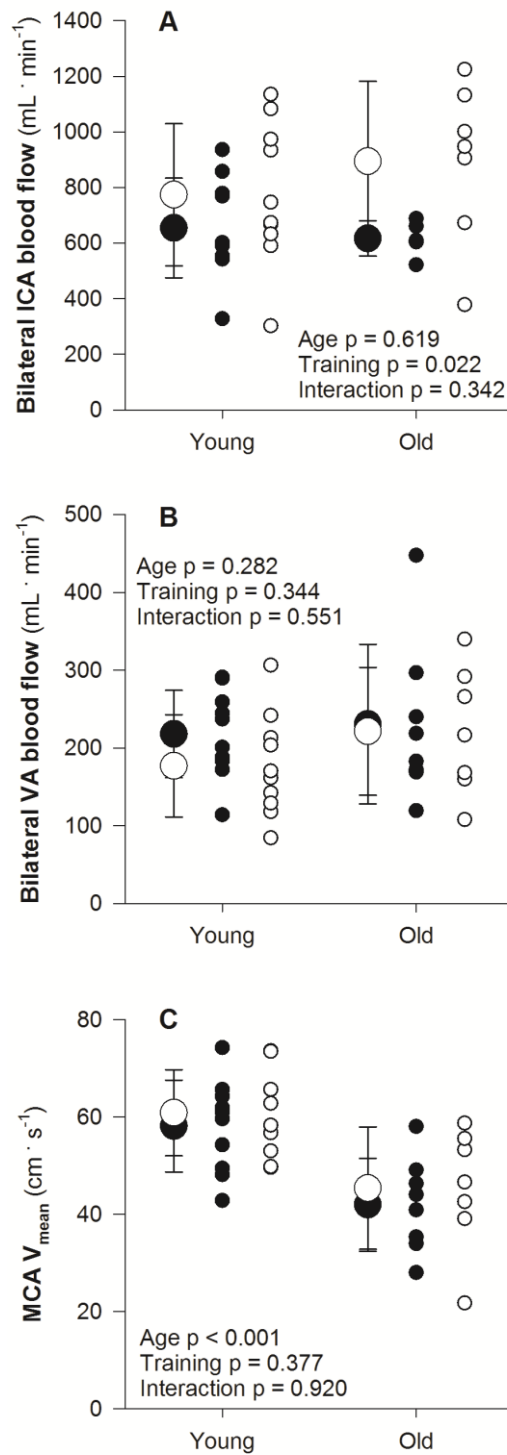 A
Bilateral ICA blood flow (mL · min⁻¹)
1400
1200
1000
800
600
400
200
0
Age p = 0.619
Training p = 0.022
Interaction p = 0.342
Young
Old
B
Bilateral VA blood flow (mL · min⁻¹)
500
400
300
200
100
0
Age p = 0.282
Training p = 0.344
Interaction p = 0.551
Young
Old
C
MCA Vmean (cm · s⁻¹)
80
60
40
20
0
Age p < 0.001
Training p = 0.377
Interaction p = 0.920
Young
Old